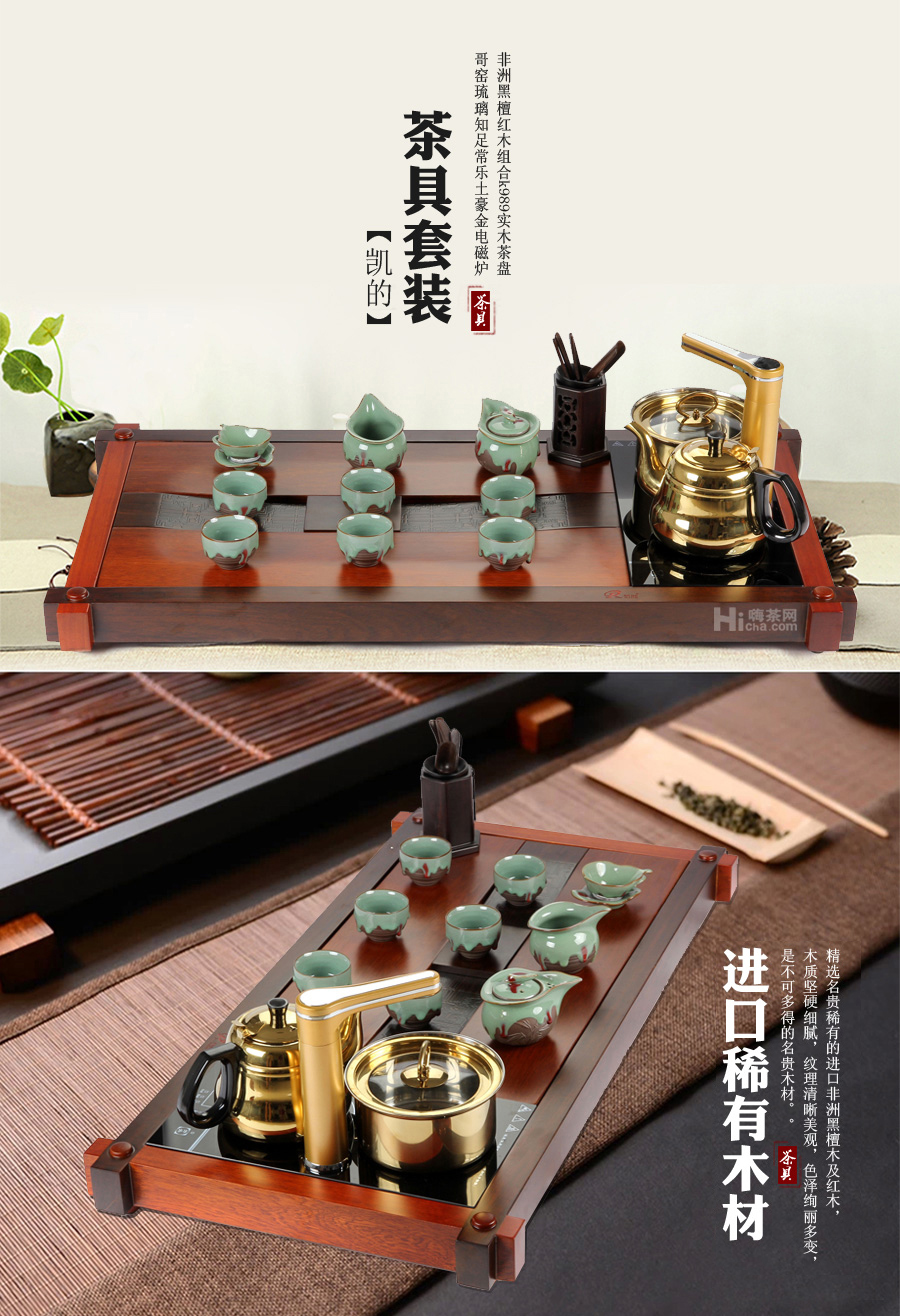 非洲黑檀红木组合k989实木茶盘
哥窑琉璃知足常乐土豪金电磁炉
茶具套装
【凯的】
茶具
Hi嗨茶网
cha.com
精选名贵稀有的进口非洲黑檀木及红木，
木质坚硬细腻，纹理清晰美观，色泽绚丽多变，
是不可多得的名贵木材。。
茶具
进口稀有木材